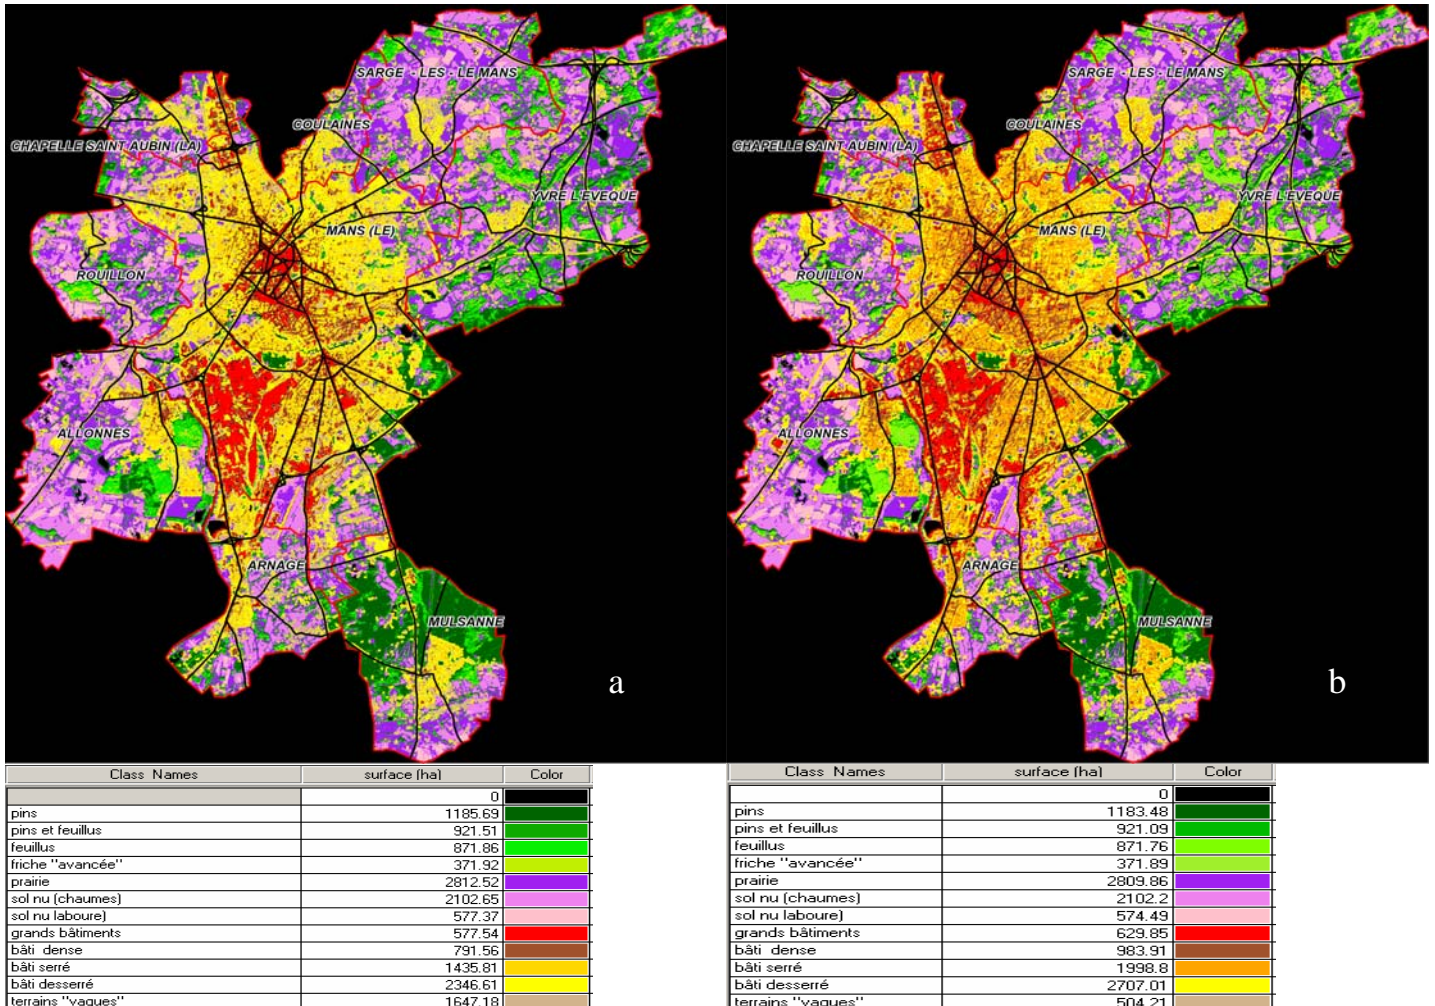 SARGE - LES - LE MANS
COULAINES
CHAPELLE SAINT AUBIN (LA)
YVRE L'EVEQUE
MANS (LE)
ROUILLON
ALLONNES
ARNAGE
MULSANNE
a
SARGE - LES - LE MANS
COULAINES
CHAPELLE SAINT AUBIN (LA)
YVRE L'EVEQUE
MANS (LE)
ROUILLON
ALLONNES
ARNAGE
MULSANNE
b
Class Names surface (ha) Color
0
pins 1185.69
pins et feuillus 921.51
feuillus 871.86
friche "avancée" 371.92
prairie 2812.52
sol nu (chaumes) 2102.65
sol nu laboure) 577.37
grands bâtiments 577.54
bâti dense 791.56
bâti serré 1435.81
bâti desserré 2346.61
terrains "vagues" 1647.18
Class Names surface (ha) Color
0
pins 1183.48
pins et feuillus 921.09
feuillus 871.76
friche "avancée" 371.89
prairie 2809.86
sol nu (chaumes) 2102.2
sol nu laboure) 574.49
grands bâtiments 629.85
bâti dense 983.91
bâti serré 1998.8
bâti desserré 2707.01
terrains "vagues" 504.21